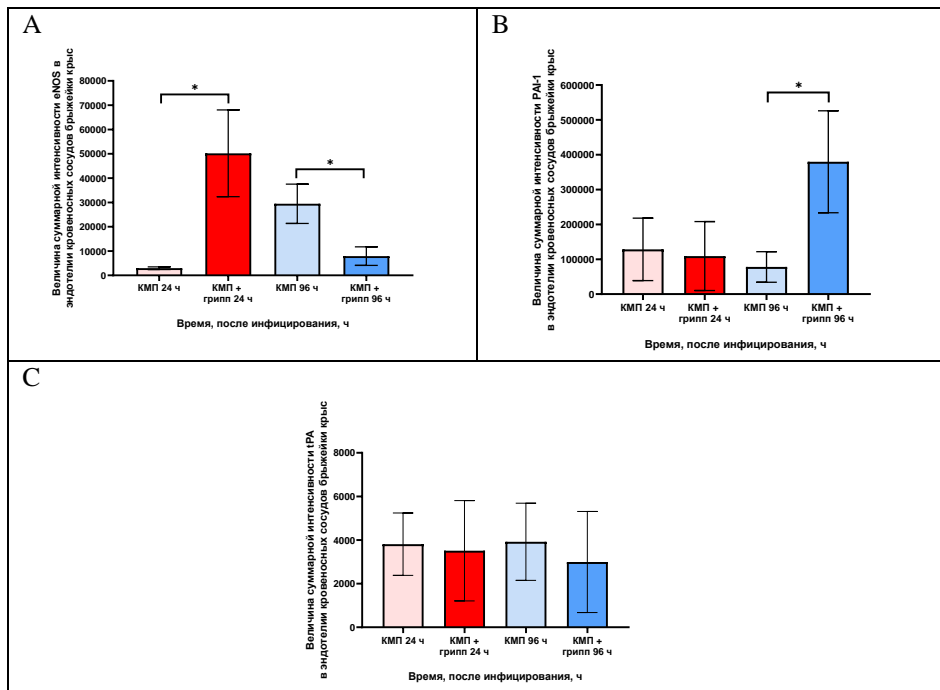 A
Величина суммарной интенсивности eNOS в
эндотелии кровеносных сосудов брыжейки крыс
80000
70000
60000
50000
40000
30000
20000
10000
0
*
*
КМП 24 ч
КМП +
грипп 24 ч
КМП 96 ч
КМП +
грипп 96 ч
Время, после инфицирования, ч
B
Величина суммарной интенсивности PAI-1
в эндотелии кровеносных сосудов брыжейки крыс
600000
500000
400000
300000
200000
100000
0
*
КМП 24 ч
КМП +
грипп 24 ч
КМП 96 ч
КМП +
грипп 96 ч
Время, после инфицирования, ч
C
Величина суммарной интенсивности tPA
в эндотелии кровеносных сосудов брыжейки крыс
8000
6000
4000
2000
0
КМП 24 ч
КМП +
грипп 24 ч
КМП 96 ч
КМП +
грипп 96 ч
Время, после инфицирования, ч